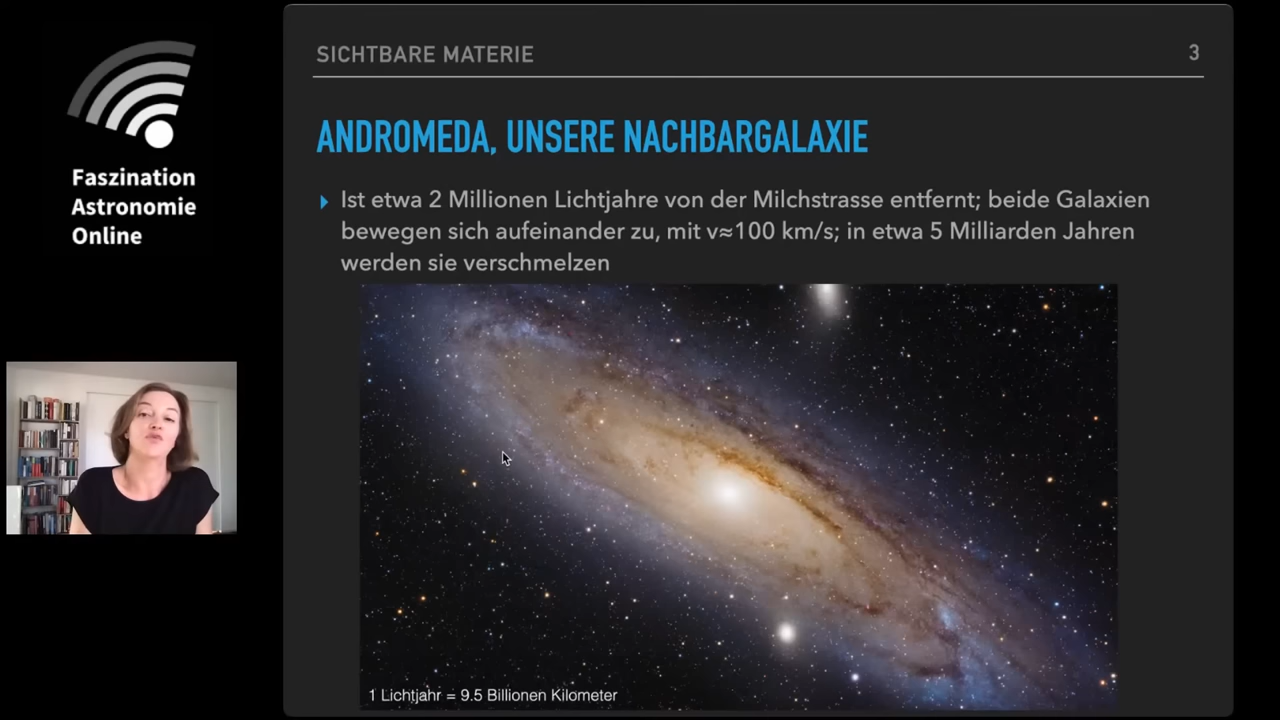 Faszination
Astronomie
Online
SICHTBARE MATERIE
3
ANDROMEDA, UNSERE NACHBARGALAXIE
Ist etwa 2 Millionen Lichtjahre von der Milchstrasse entfernt; beide Galaxien
bewegen sich aufeinander zu, mit v≈100 km/s; in etwa 5 Milliarden Jahren
werden sie verschmelzen
1 Lichtjahr = 9.5 Billionen Kilometer